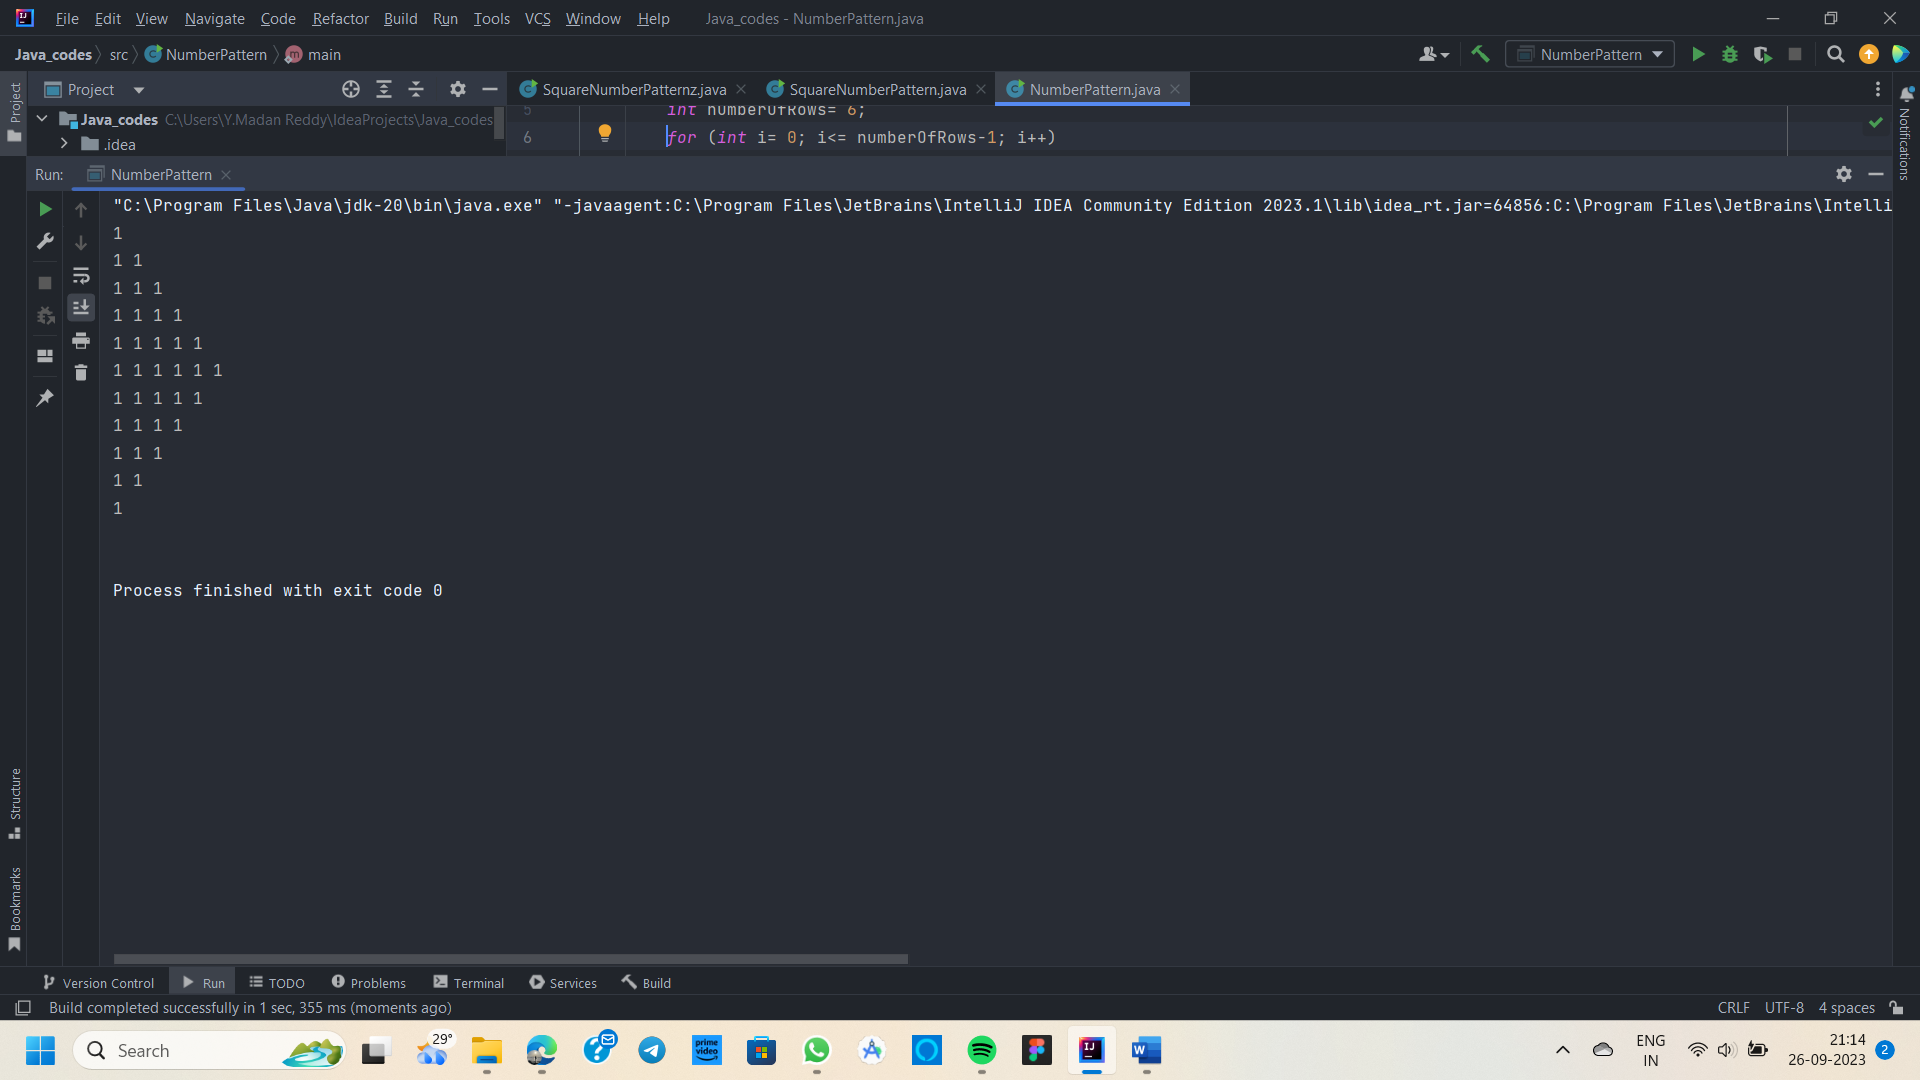 File Edit View Navigate Code Refactor Build Run Tools VCS Window Help Java_codes - NumberPattern.java
Java_codes src NumberPattern main NumberPattern
Project SquareNumberPatternz.java SquareNumberPattern.java NumberPattern.java
Project
Java_codes C:\Users\Y.Madan Reddy\IdeaProjects\Java_codes
5 int numberOfRows= 6;
.idea
6 for (int i= 0; i<= numberOfRows-1; i++)
Notifications
Run: NumberPattern
"C:\Program Files\Java\jdk-20\bin\java.exe" "-javaagent:C:\Program Files\JetBrains\IntelliJ IDEA Community Edition 2023.1\lib\idea_rt.jar=64856:C:\Program Files\JetBrains\Intelli
1
1 1
1 1 1
1 1 1 1
1 1 1 1 1
1 1 1 1 1 1
1 1 1 1 1
1 1 1 1
1 1 1
1 1
1
Process finished with exit code 0
Structure
Bookmarks
Version Control Run TODO Problems Terminal Services Build
Build completed successfully in 1 sec, 355 ms (moments ago) CRLF UTF-8 4 spaces
Search 29° prime video IJ W ENG IN 21:14
26-09-2023 2